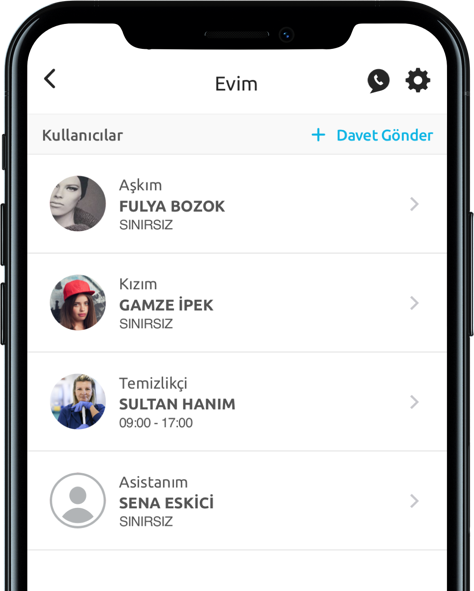 Evim
Kullanıcılar + Davet Gönder
Aşkım
FULYA BOZOK
SINIRSIZ
Kızım
GAMZE İPEK
SINIRSIZ
Temizlikçi
SULTAN HANIM
09:00 - 17:00
Asistanım
SENA ESKİCİ
SINIRSIZ